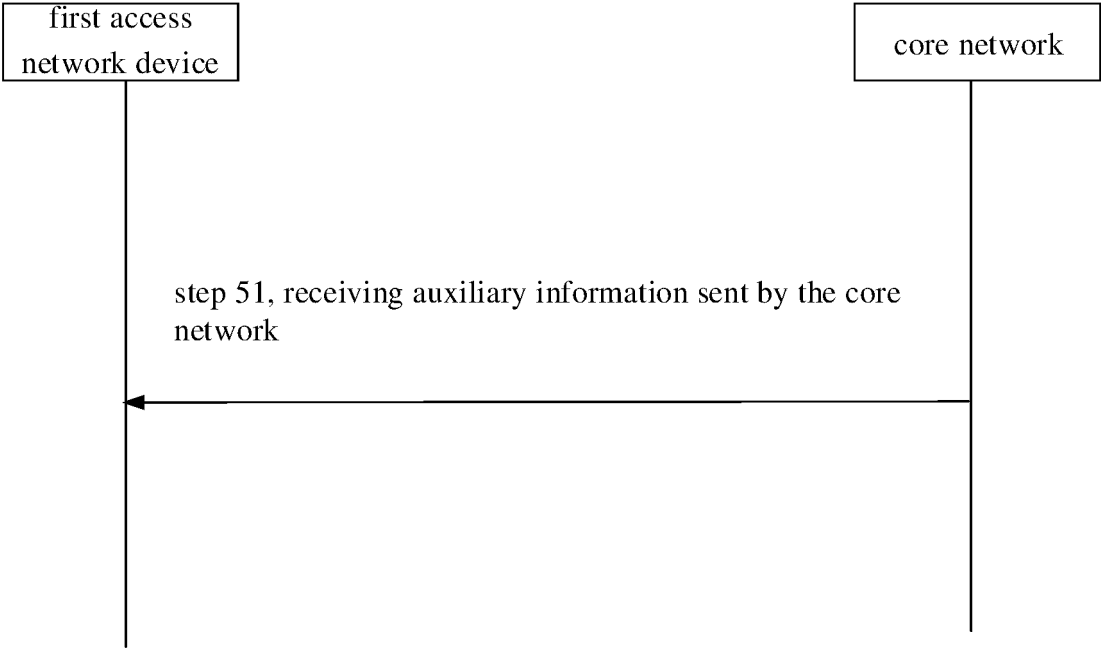 first access
network device
core network
step 51, receiving auxiliary information sent by the core
network